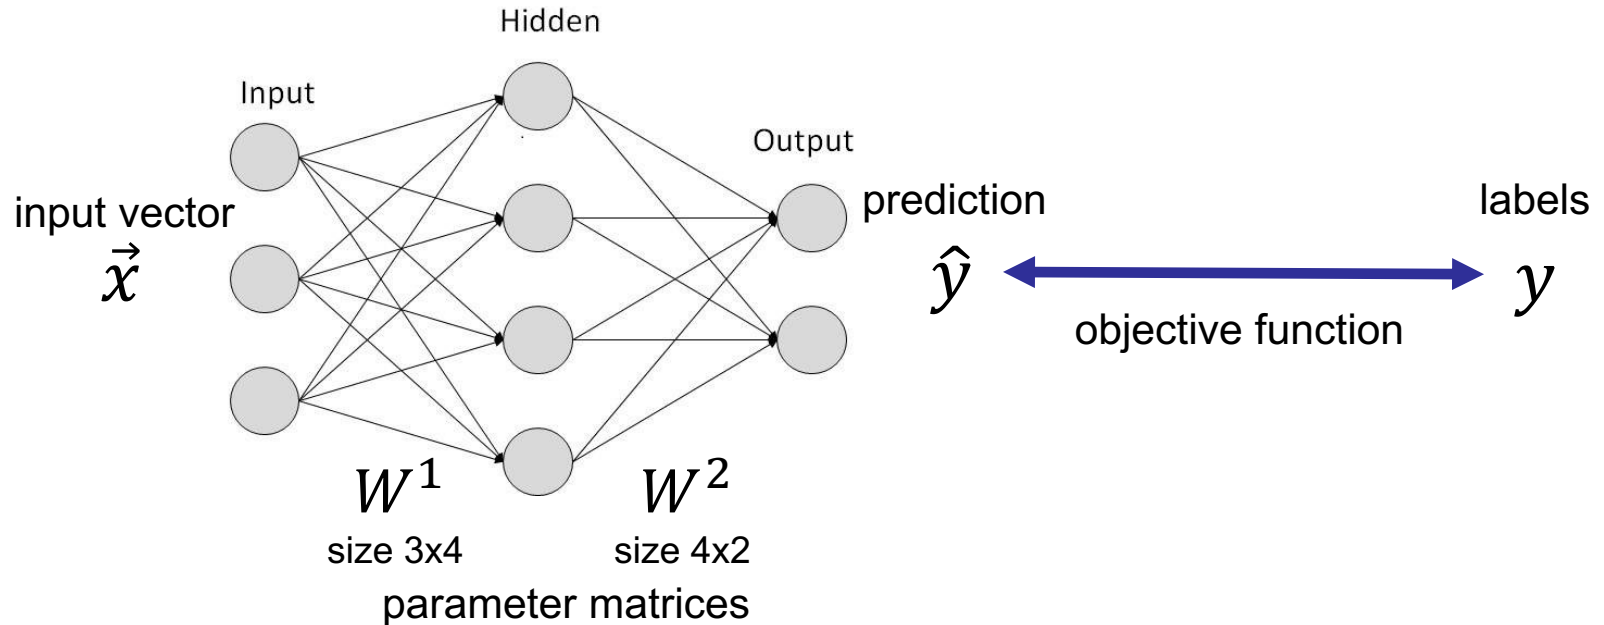 Hidden
Input
Output
input vector
prediction
labels
x⃗
ŷ
y
objective function
W¹
W²
size 3x4
size 4x2
parameter matrices